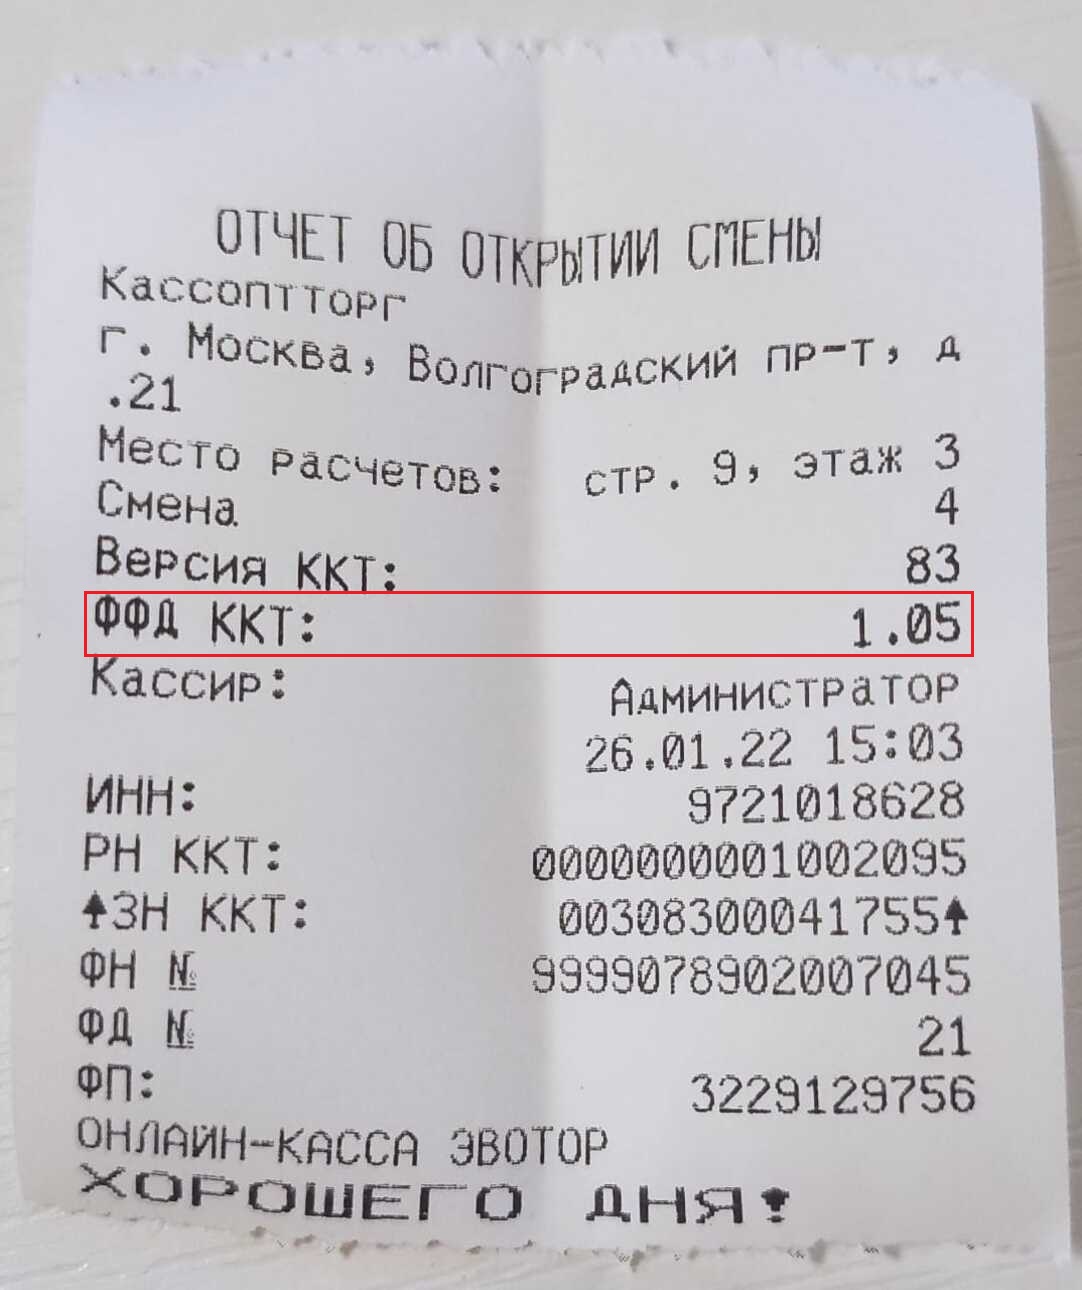 ОТЧЕТ ОБ ОТКРЫТИИ СМЕНЫ
Кассоптторг
г. Москва, Волгоградский пр-т, д
.21
Место расчетов: стр. 9, этаж 3
Смена 4
Версия ККТ: 83
ФФД ККТ: 1.05
Кассир: Администратор
26.01.22 15:03
ИНН: 9721018628
РН ККТ: 0000000001002095
ЗН ККТ: 00308300041755
ФН № 9999078902007045
ФД № 21
ФП: 3229129756
ОНЛАЙН-КАССА ЭВОТОР
ХОРОШЕГО ДНЯ!